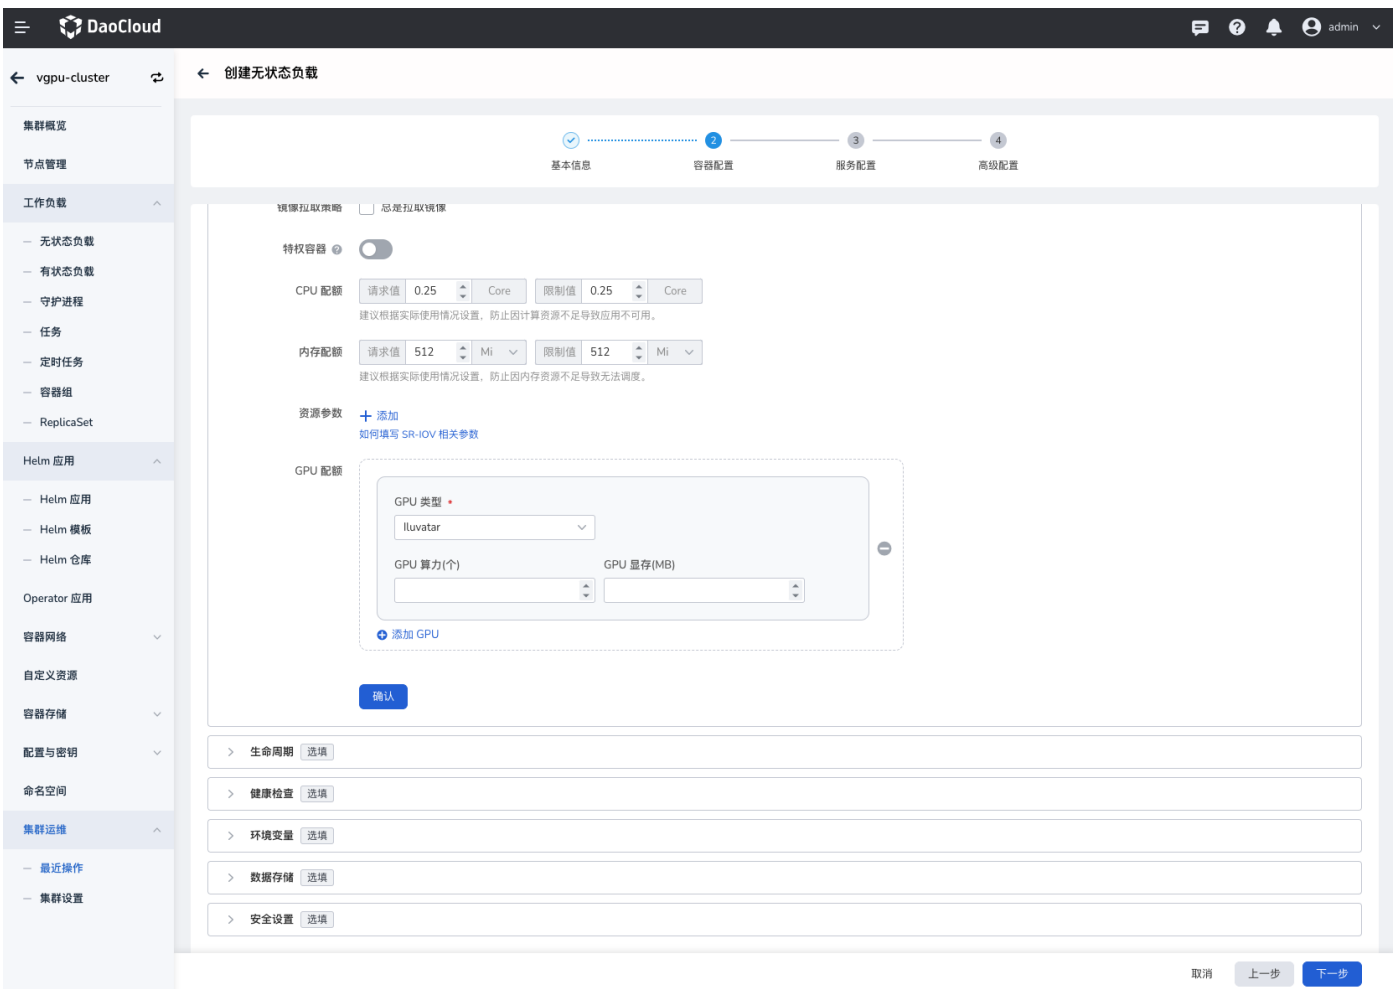 DaoCloud
admin
vgpu-cluster
集群概览
节点管理
工作负载
无状态负载
有状态负载
守护进程
任务
定时任务
容器组
ReplicaSet
Helm 应用
Helm 应用
Helm 模板
Helm 仓库
Operator 应用
容器网络
自定义资源
容器存储
配置与密钥
命名空间
集群运维
最近操作
集群设置
创建无状态负载
2 3 4
基本信息 容器配置 服务配置 高级配置
镜像拉取策略 总是拉取镜像
特权容器
CPU 配额 请求值 0.25 Core 限制值 0.25 Core
建议根据实际使用情况设置，防止因计算资源不足导致应用不可用。
内存配额 请求值 512 Mi 限制值 512 Mi
建议根据实际使用情况设置，防止因内存资源不足导致无法调度。
资源参数 添加
如何填写 SR-IOV 相关参数
GPU 配额
GPU 类型 •
Iluvatar
GPU 算力(个) GPU 显存(MB)
添加 GPU
确认
生命周期 选填
健康检查 选填
环境变量 选填
数据存储 选填
安全设置 选填
取消 上一步 下一步